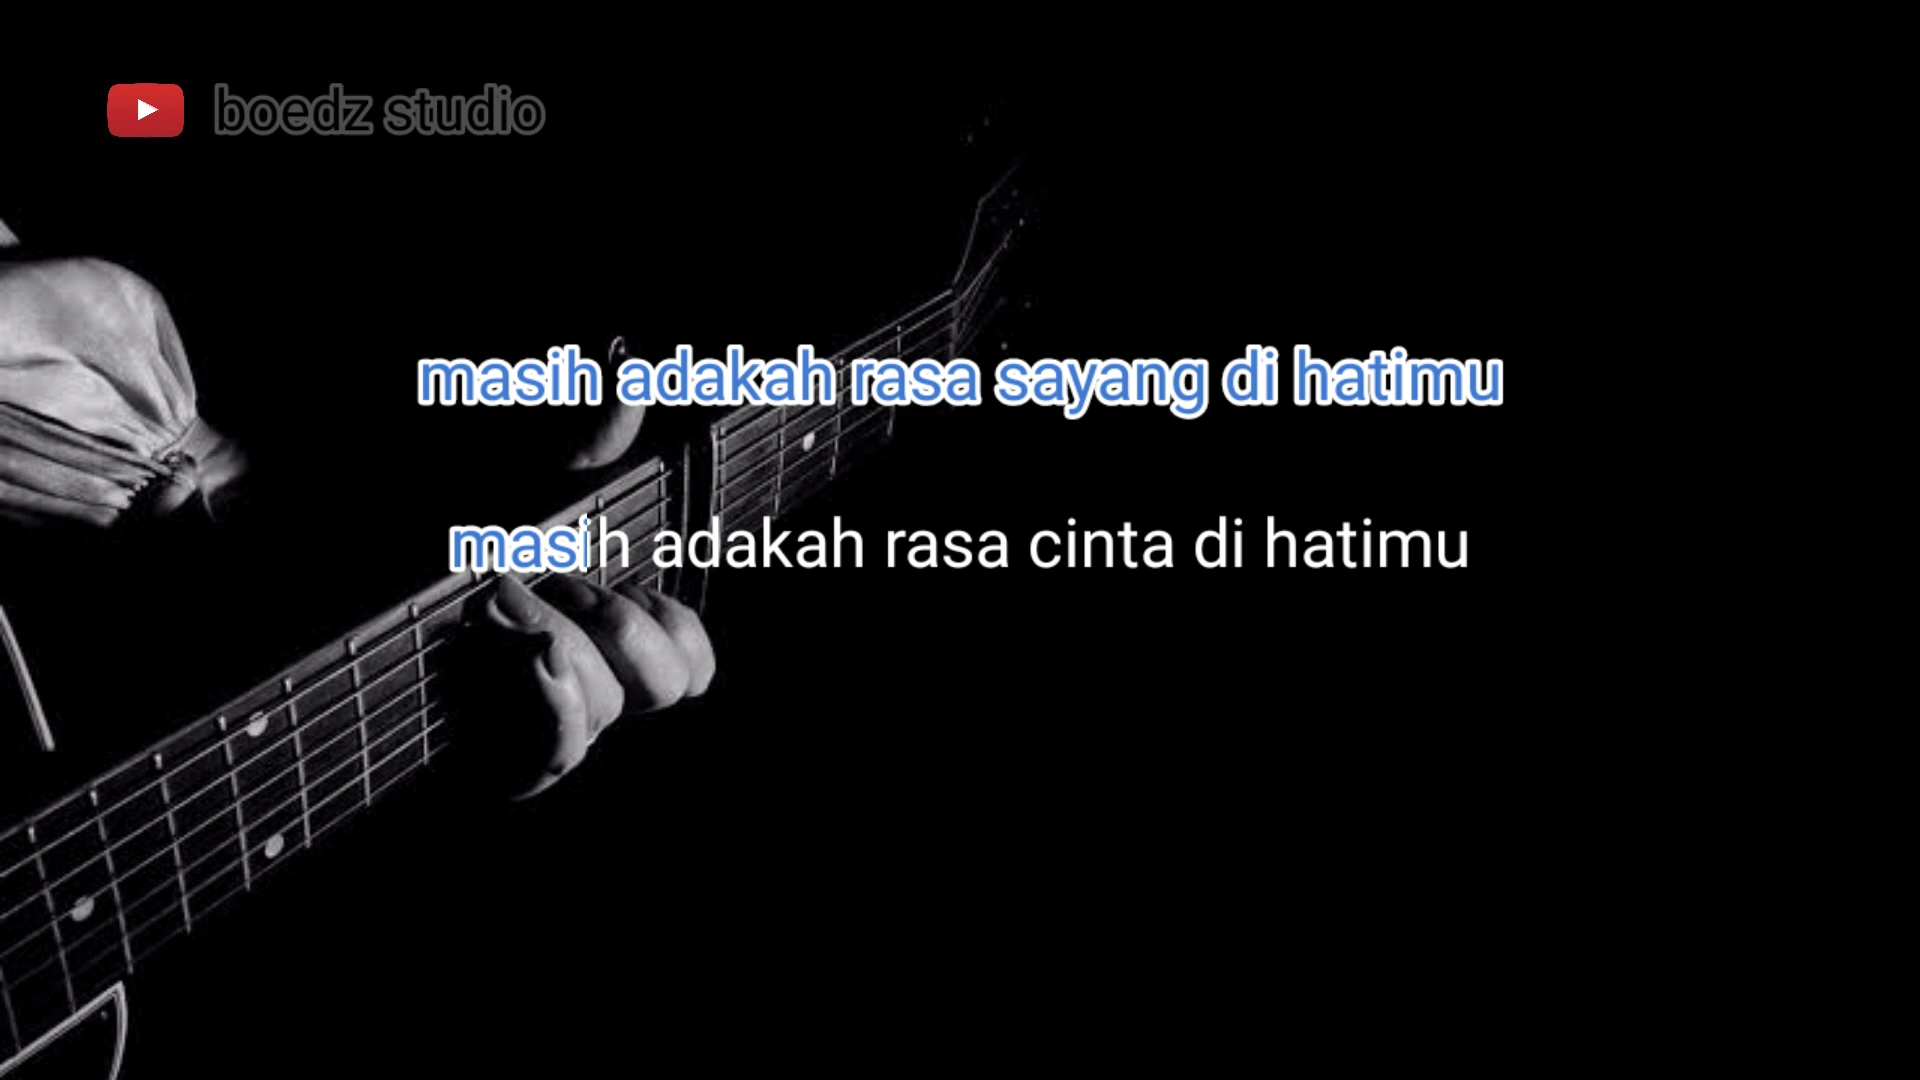 boedz studio
masih adakah rasa sayang di hatimu
masih adakah rasa cinta di hatimu